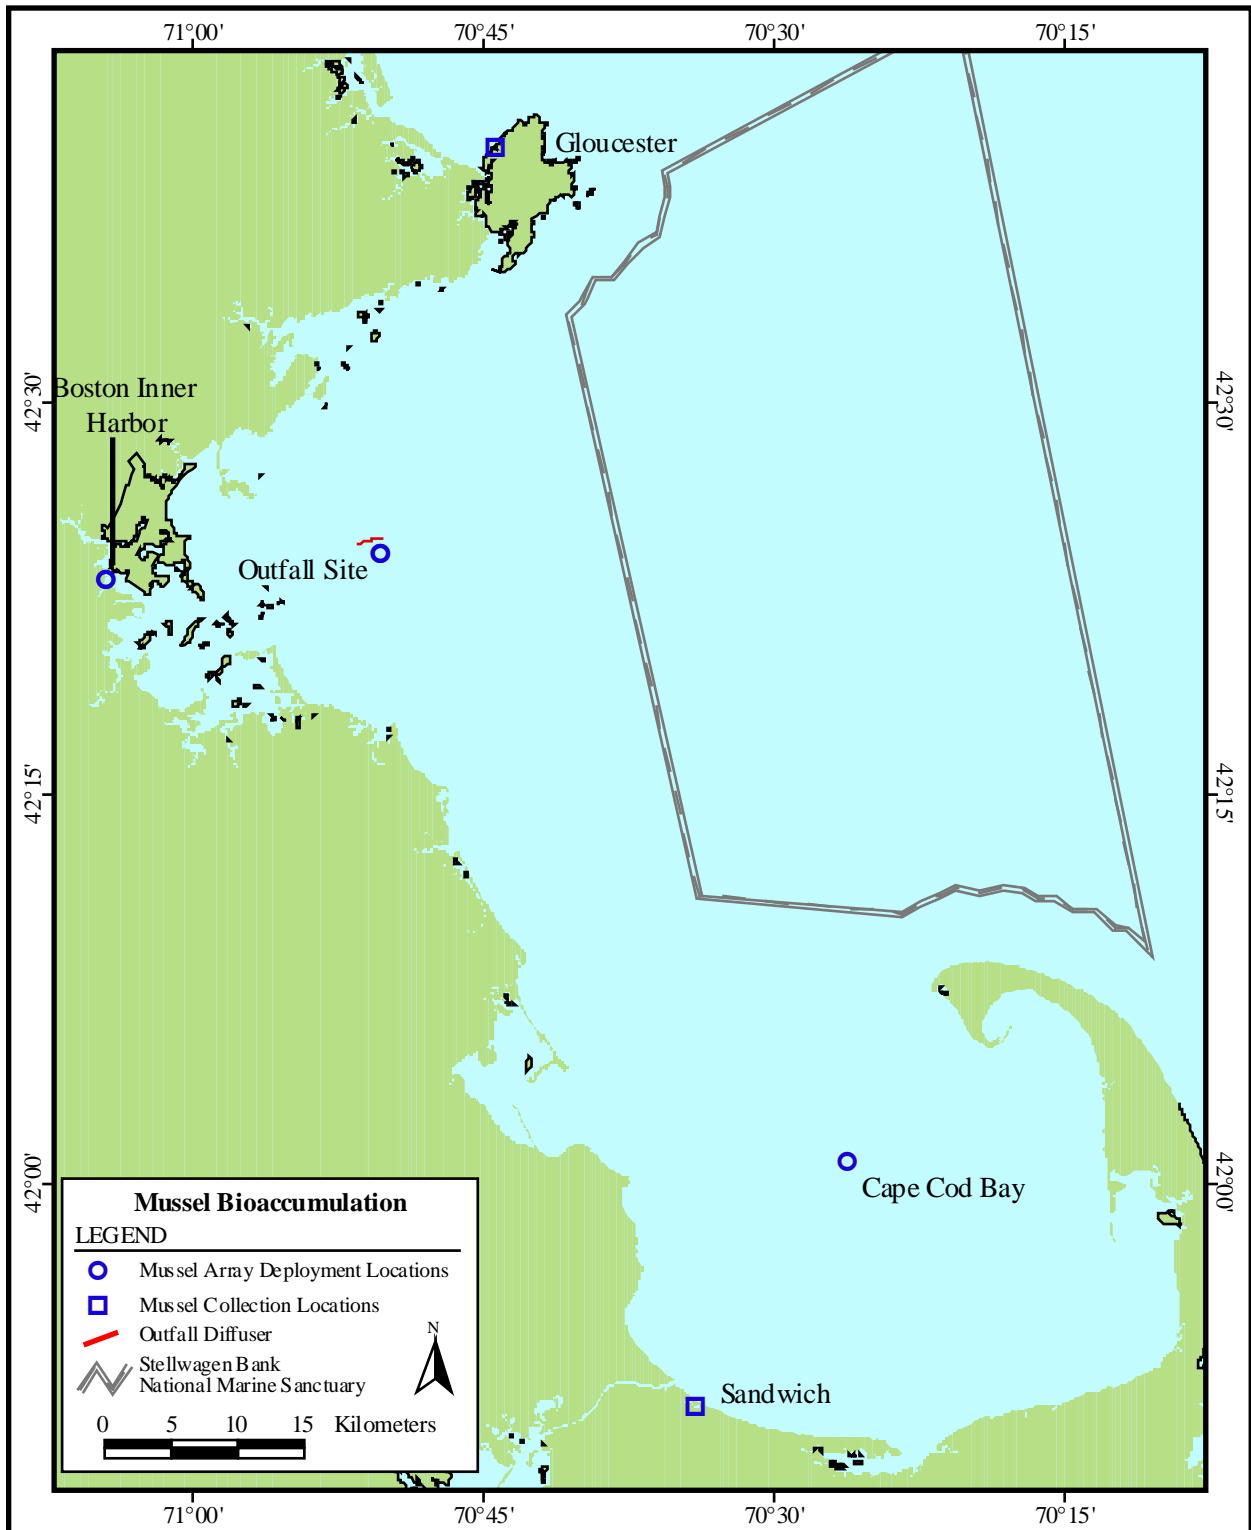 71°00'
70°45'
70°30'
70°15'
Gloucester
Boston Inner
Harbor
42°30'
42°30'
Outfall Site
42°15'
42°15'
Cape Cod Bay
42°00'
42°00'
Mussel Bioaccumulation
LEGEND
Mussel Array Deployment Locations
Mussel Collection Locations
Outfall Diffuser
Stellwagen Bank
National Marine Sanctuary
N
0 5 10 15 Kilometers
Sandwich
71°00'
70°45'
70°30'
70°15'